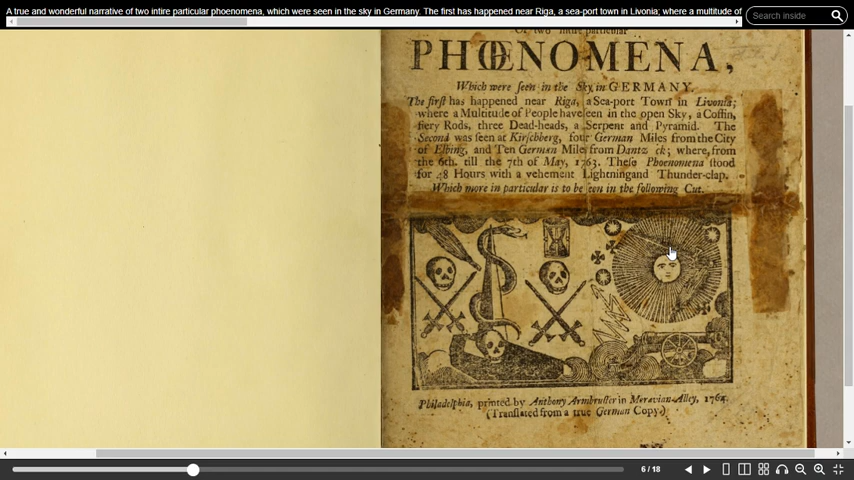 A true and wonderful narrative of two intire particular phoenomena, which were seen in the sky in Germany. The first has happened near Riga, a sea-port town in Livonia; where a multitude of
Search inside
Of two intire particular
PHŒNOMENA,
Which were seen in the Sky, in GERMANY.
The first has happened near Riga, a Sea-port Town in Livonia;
where a Multitude of People have seen in the open Sky, a Coffin,
fiery Rods, three Dead-heads, a Serpent and Pyramid. The
Second was seen at Kirschberg, four German Miles from the City
of Elbing, and Ten German Miles from Dantz ck; where, from
the 6th. till the 7th of May, 1763. These Phoenomena stood
for 48 Hours with a vehement Lightningand Thunder-clap.
Which more in particular is to be seen in the following Cut.
Philadelphia, printed by Anthony Armbruster in Moravian-Alley,
(Translated from a true German Copy.)
6 / 18